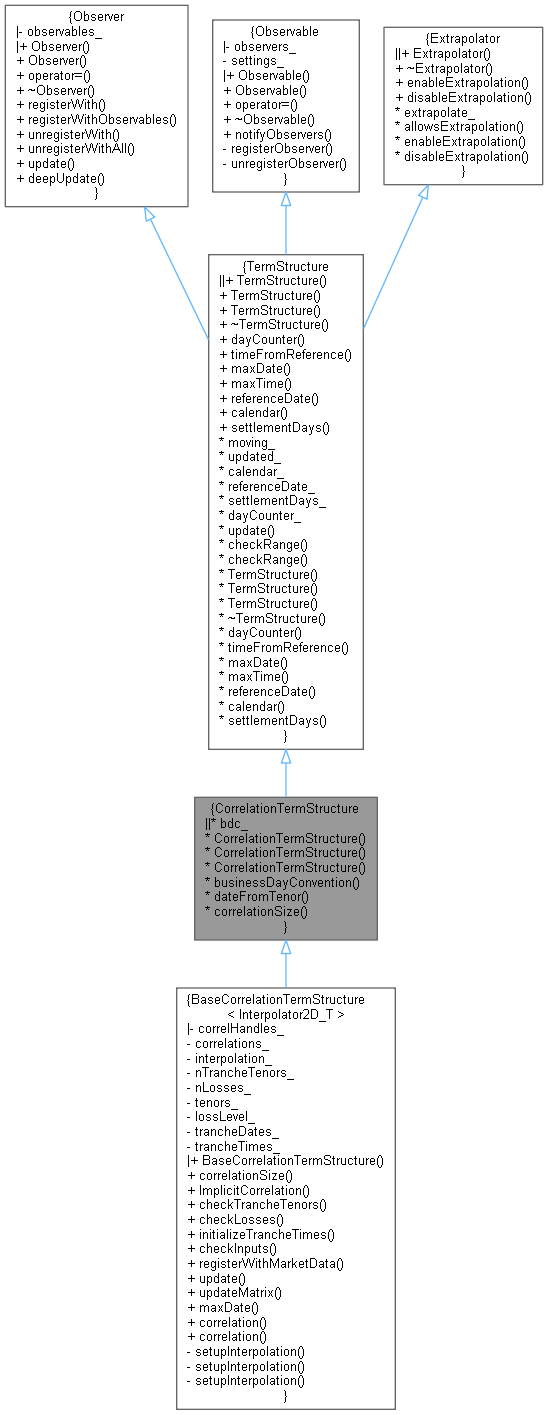 {Observer
|- observables_
|+ Observer()
+ Observer()
+ operator=()
+ ~Observer()
+ registerWith()
+ registerWithObservables()
+ unregisterWith()
+ unregisterWithAll()
+ update()
+ deepUpdate()
}
{Observable
|- observers_
- settings_
|+ Observable()
+ Observable()
+ operator=()
+ ~Observable()
+ notifyObservers()
- registerObserver()
- unregisterObserver()
}
{Extrapolator
||+ Extrapolator()
+ ~Extrapolator()
+ enableExtrapolation()
+ disableExtrapolation()
* extrapolate_
* allowsExtrapolation()
* enableExtrapolation()
* disableExtrapolation()
}
{TermStructure
||+ TermStructure()
+ TermStructure()
+ TermStructure()
+ ~TermStructure()
+ dayCounter()
+ timeFromReference()
+ maxDate()
+ maxTime()
+ referenceDate()
+ calendar()
+ settlementDays()
* moving_
* updated_
* calendar_
* referenceDate_
* settlementDays_
* dayCounter_
* update()
* checkRange()
* checkRange()
* TermStructure()
* TermStructure()
* TermStructure()
* ~TermStructure()
* dayCounter()
* timeFromReference()
* maxDate()
* maxTime()
* referenceDate()
* calendar()
* settlementDays()
}
{CorrelationTermStructure
||* bdc_
* CorrelationTermStructure()
* CorrelationTermStructure()
* CorrelationTermStructure()
* businessDayConvention()
* dateFromTenor()
* correlationSize()
}
{BaseCorrelationTermStructure
< Interpolator2D_T >
|- correlHandles_
- correlations_
- interpolation_
- nTrancheTenors_
- nLosses_
- tenors_
- lossLevel_
- trancheDates_
- trancheTimes_
|+ BaseCorrelationTermStructure()
+ correlationSize()
+ ImplicitCorrelation()
+ checkTrancheTenors()
+ checkLosses()
+ initializeTrancheTimes()
+ checkInputs()
+ registerWithMarketData()
+ update()
+ updateMatrix()
+ maxDate()
+ correlation()
+ correlation()
- setupInterpolation()
- setupInterpolation()
- setupInterpolation()
}